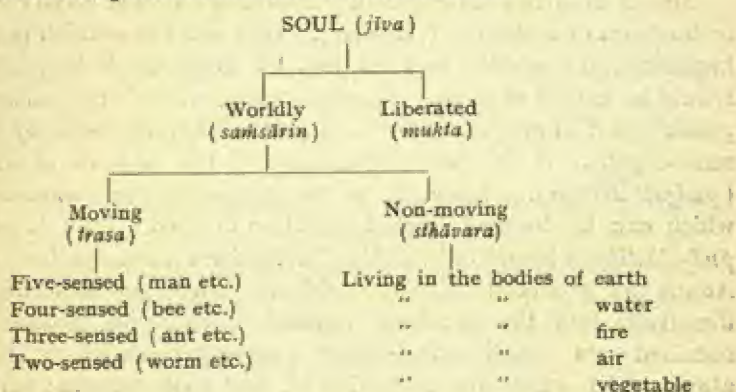 SOUL (jīva)
Worldly Liberated
(saṁsārin) (mukta)
Moving Non-moving
(trasa) (sthāvara)
Five-sensed (man etc.) Living in the bodies of earth
Four-sensed (bee etc.) " " water
Three-sensed (ant etc.) " " fire
Two-sensed (worm etc.) " " air
" " vegetable